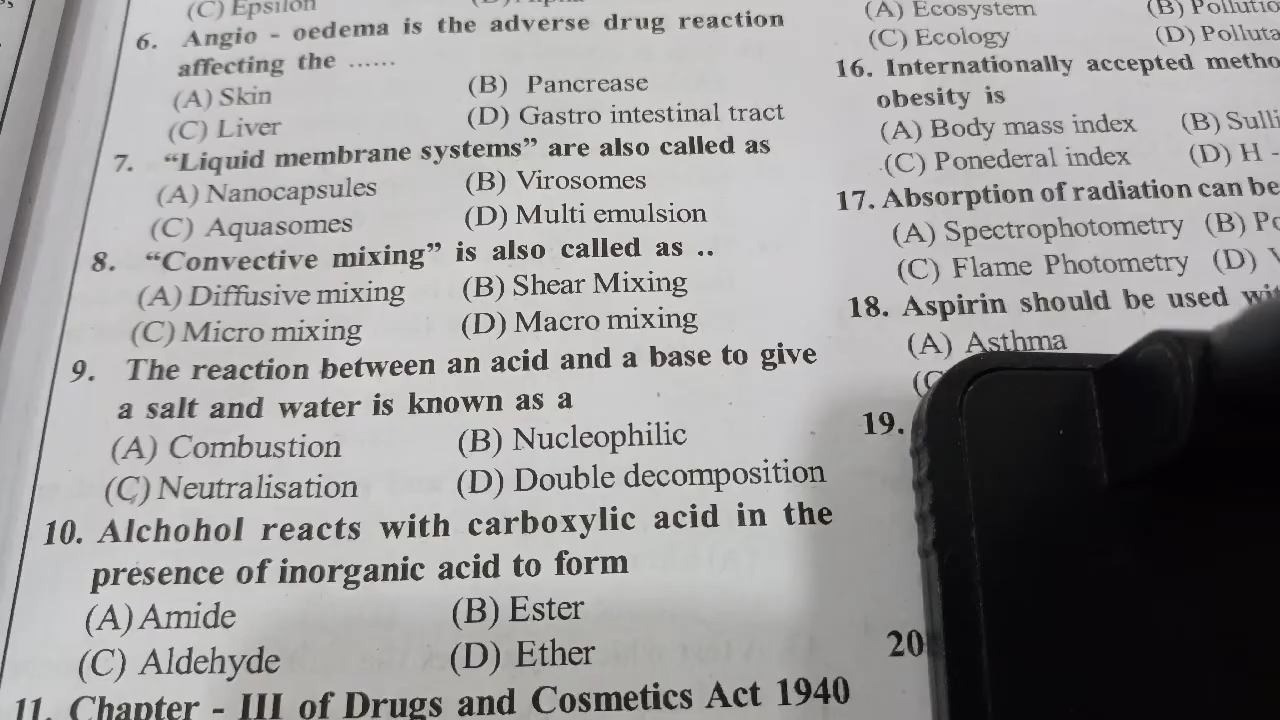 (C) Epsilon
6. Angio - oedema is the adverse drug reaction
affecting the ......
(A) Skin (B) Pancrease
(C) Liver (D) Gastro intestinal tract
7. “Liquid membrane systems” are also called as
(A) Nanocapsules (B) Virosomes
(C) Aquasomes (D) Multi emulsion
8. “Convective mixing” is also called as ..
(A) Diffusive mixing (B) Shear Mixing
(C) Micro mixing (D) Macro mixing
9. The reaction between an acid and a base to give
a salt and water is known as a
(A) Combustion (B) Nucleophilic
(C) Neutralisation (D) Double decomposition
10. Alchohol reacts with carboxylic acid in the
presence of inorganic acid to form
(A) Amide (B) Ester
(C) Aldehyde (D) Ether
11. Chapter - III of Drugs and Cosmetics Act 1940
(A) Ecosystem (B)
(C) Ecology (D)
16. Internationally accepted
obesity is
(A) Body mass index (B)
(C) Ponederal index (D) H -
17. Absorption of radiation can be
(A) Spectrophotometry (B)
(C) Flame Photometry (D)
18. Aspirin should be used
(A) Asthma
19.
20